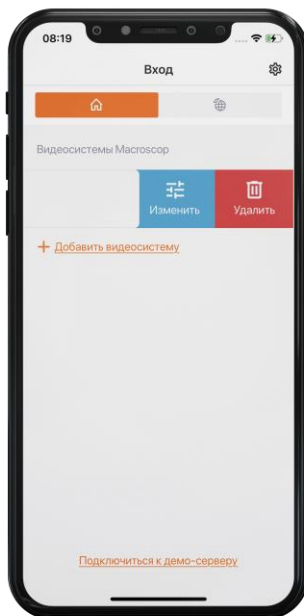 08:19
Вход
Видеосистемы Macroscop
Изменить
Удалить
+ Добавить видеосистему
Подключиться к демо-серверу